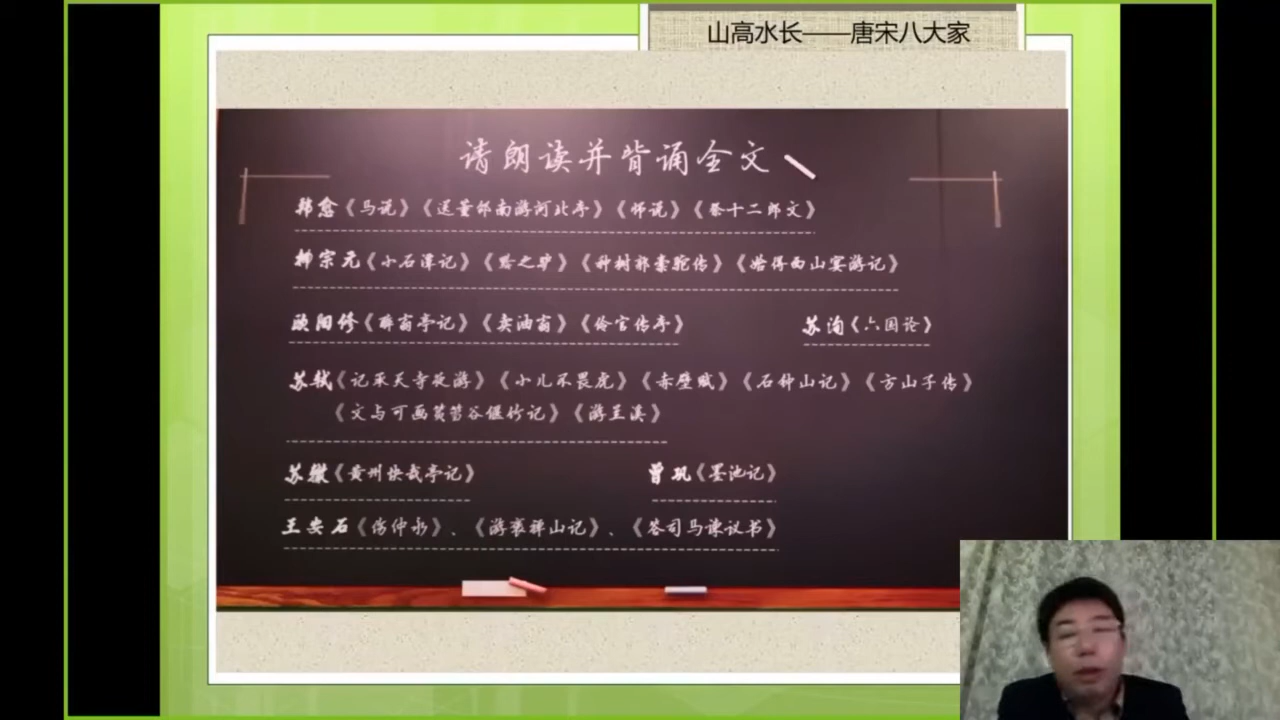 山高水长——唐宋八大家
请朗读并背诵全文
韩愈《马说》《送董邵南游河北序》《师说》《祭十二郎文》
柳宗元《小石潭记》《黔之驴》《种树郭橐驼传》《始得西山宴游记》
欧阳修《醉翁亭记》《卖油翁》《伶官传序》 苏洵《六国论》
苏轼《记承天寺夜游》《小儿不畏虎》《赤壁赋》《石钟山记》《方山子传》
《文与可画筼筜谷偃竹记》《游兰溪》
苏辙《黄州快哉亭记》 曾巩《墨池记》
王安石《伤仲永》、《游褒禅山记》、《答司马谏议书》